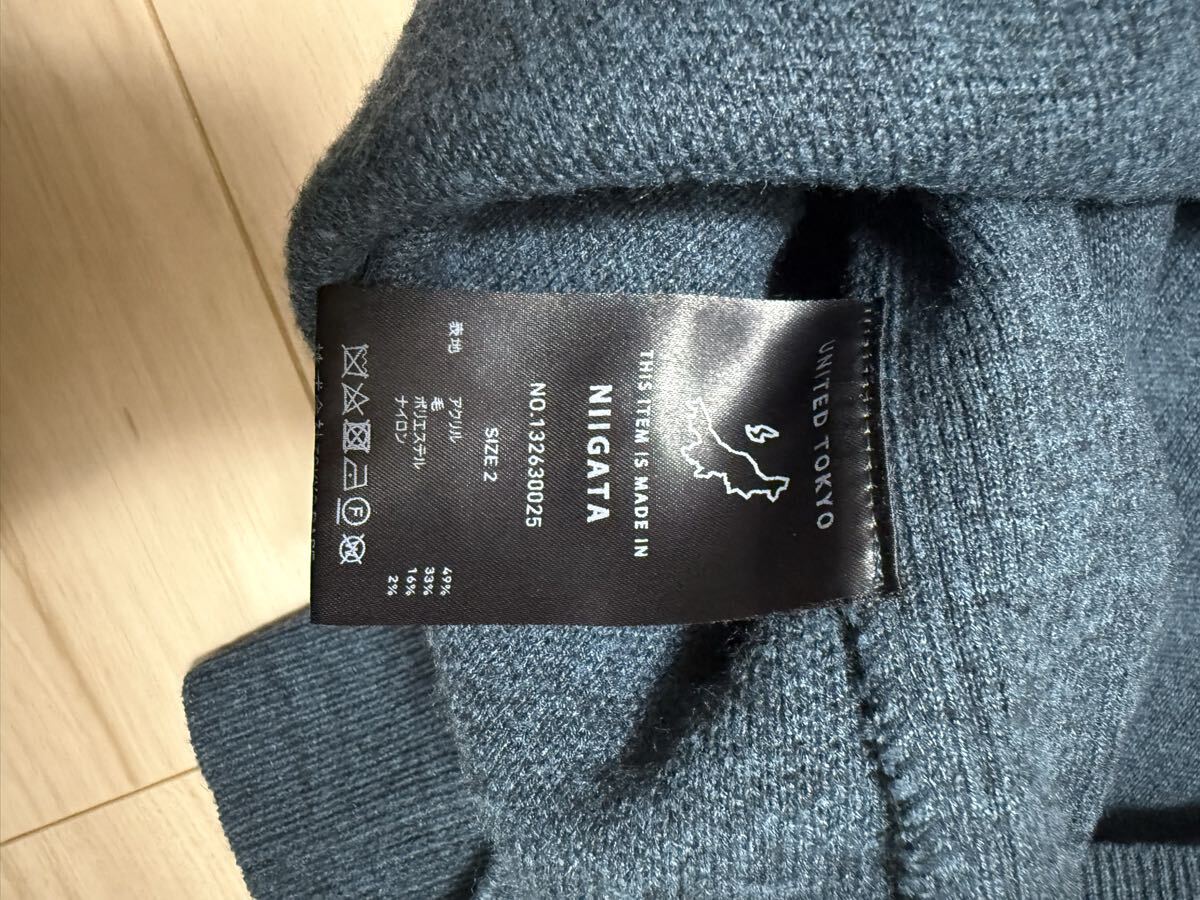 UNITED TOKYO
THIS ITEM IS MADE IN
NIIGATA
NO.132630025
SIZE 2
表地 アクリル 49%
毛 33%
ポリエステル 16%
ナイロン 2%
F